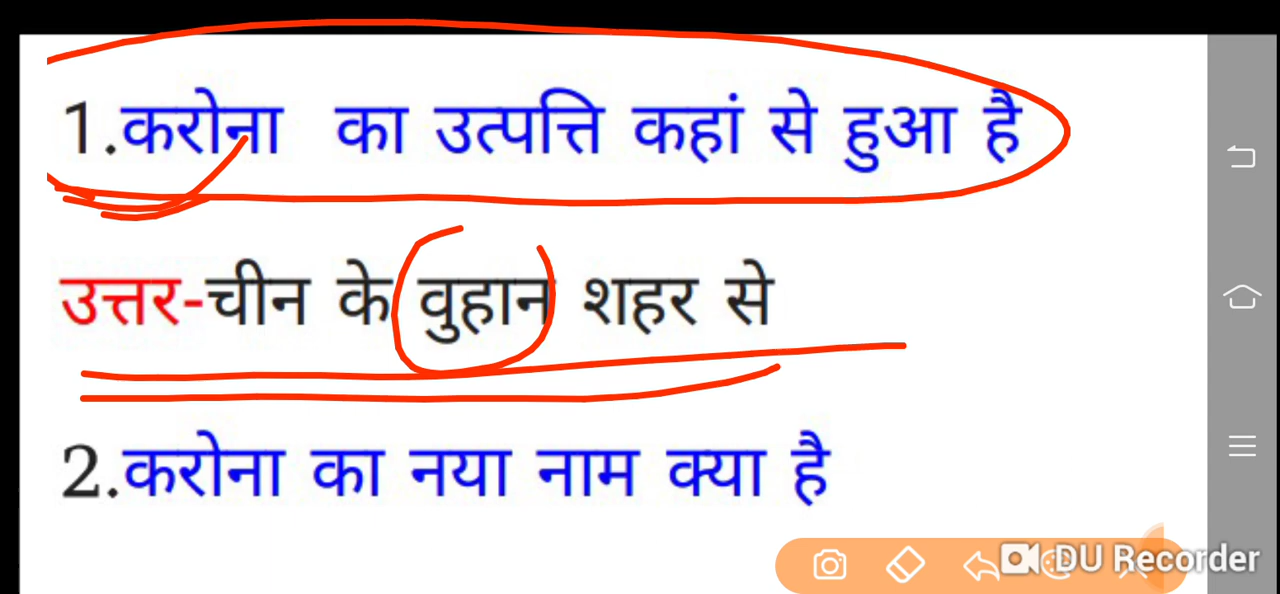 1.करोना का उत्पत्ति कहां से हुआ है
उत्तर-चीन के वुहान शहर से
2.करोना का नया नाम क्या है
DU Recorder